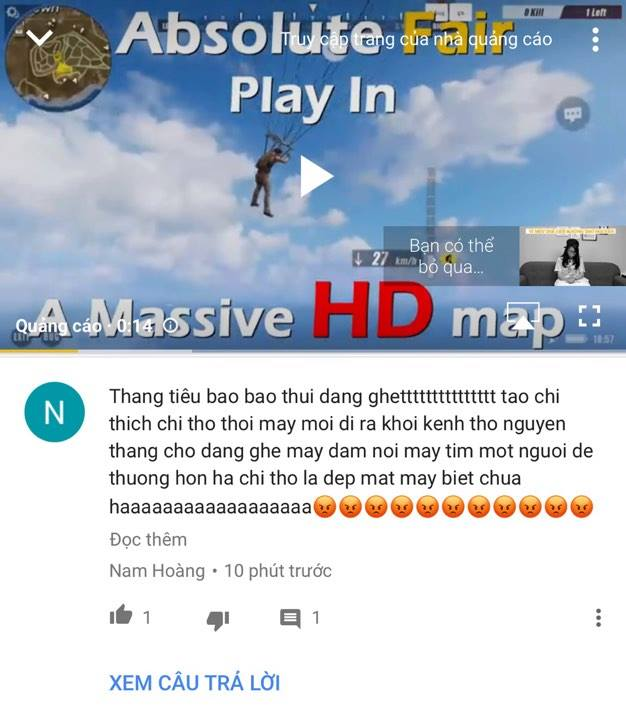 0 Kill
1 Left
Absolute Fair
Truy cập trang của nhà quảng cáo
Play In
Bạn có thể
bỏ qua...
27 km/h
A Massive HD map
Quảng cáo · 0:14
18:57
N
Thang tiêu bao bao thui dang ghetttttttttttttttt tao chi
thich chi tho thoi may moi di ra khoi kenh tho nguyen
thang cho dang ghe may dam noi may tim mot nguoi de
thuong hon ha chi tho la dep mat may biet chua
haaaaaaaaaaaaaaaaaaa😡😡😡😡😡😡😡😡😡😡😡
Đọc thêm
Nam Hoàng • 10 phút trước
1
1
XEM CÂU TRẢ LỜI